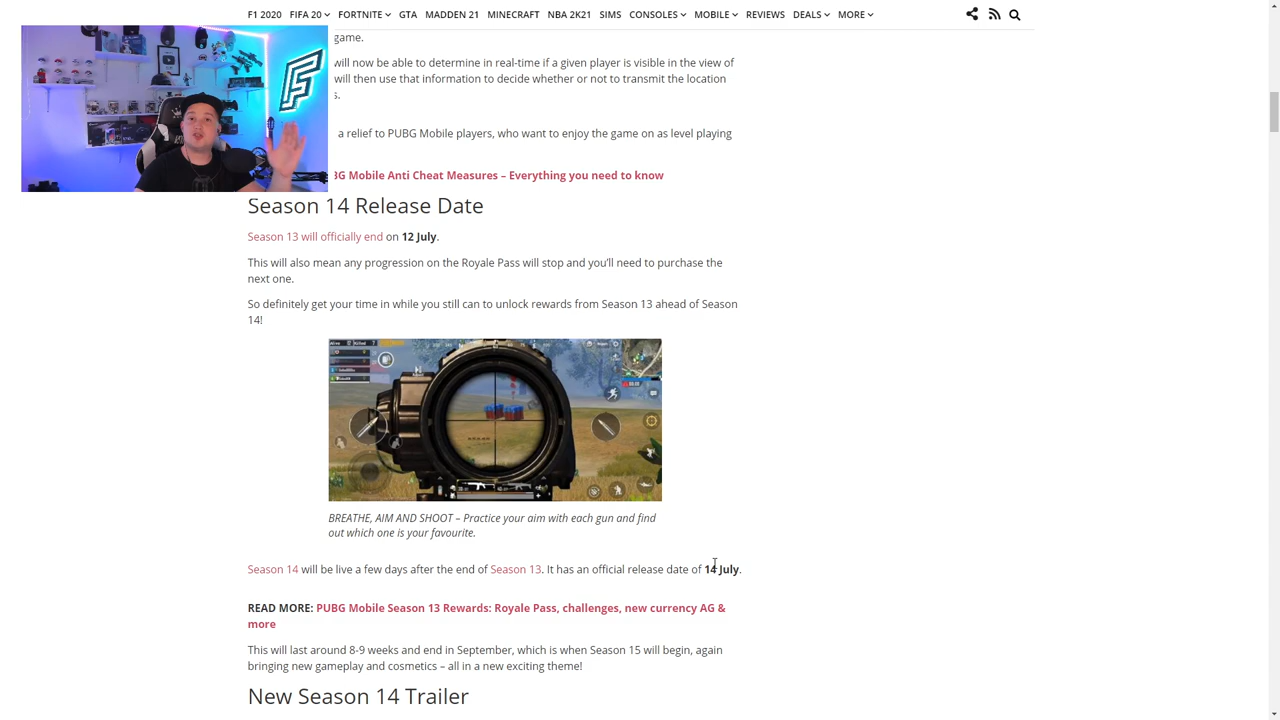 F1 2020 FIFA 20 FORTNITE GTA MADDEN 21 MINECRAFT NBA 2K21 SIMS CONSOLES MOBILE REVIEWS DEALS MORE
game.
will now be able to determine in real-time if a given player is visible in the view of
will then use that information to decide whether or not to transmit the location
s.
a relief to PUBG Mobile players, who want to enjoy the game on as level playing
BG Mobile Anti Cheat Measures – Everything you need to know
Season 14 Release Date
Season 13 will officially end on 12 July.
This will also mean any progression on the Royale Pass will stop and you’ll need to purchase the
next one.
So definitely get your time in while you still can to unlock rewards from Season 13 ahead of Season
14!
BREATHE, AIM AND SHOOT – Practice your aim with each gun and find
out which one is your favourite.
Season 14 will be live a few days after the end of Season 13. It has an official release date of 14 July.
READ MORE: PUBG Mobile Season 13 Rewards: Royale Pass, challenges, new currency AG &
more
This will last around 8-9 weeks and end in September, which is when Season 15 will begin, again
bringing new gameplay and cosmetics – all in a new exciting theme!
New Season 14 Trailer